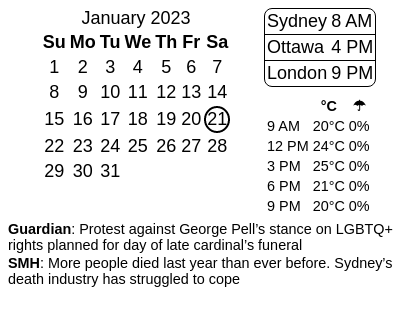 January 2023
Su Mo Tu We Th Fr Sa
1 2 3 4 5 6 7
8 9 10 11 12 13 14
15 16 17 18 19 20 21
22 23 24 25 26 27 28
29 30 31
Sydney 8 AM
Ottawa 4 PM
London 9 PM
°C ☂
9 AM 20°C 0%
12 PM 24°C 0%
3 PM 25°C 0%
6 PM 21°C 0%
9 PM 20°C 0%
Guardian: Protest against George Pell’s stance on LGBTQ+
rights planned for day of late cardinal’s funeral
SMH: More people died last year than ever before. Sydney’s
death industry has struggled to cope